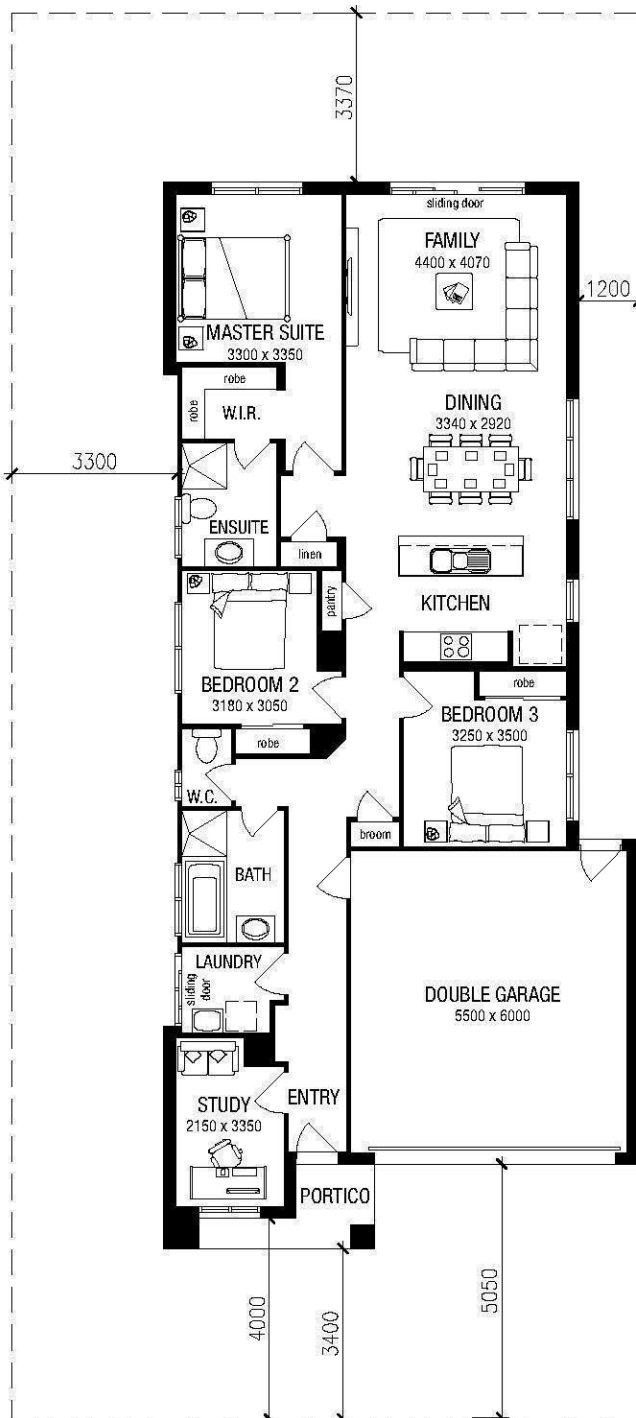 3370
sliding door
FAMILY
4400 x 4070
1200
MASTER SUITE
3300 x 3350
robe
robe
W.I.R.
DINING
3340 x 2920
3300
ENSUITE
linen
pantry
KITCHEN
BEDROOM 2
3180 x 3050
robe
BEDROOM 3
3250 x 3500
robe
W.C.
broom
BATH
LAUNDRY
sliding
door
DOUBLE GARAGE
5500 x 6000
STUDY
2150 x 3350
ENTRY
PORTICO
4000
3400
5050